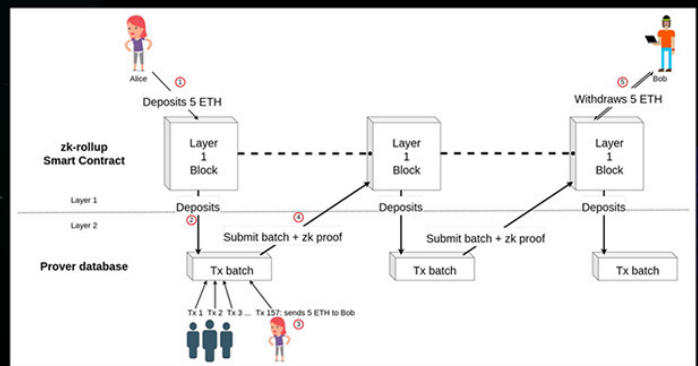 Alice
1
Deposits 5 ETH
5
Bob
Withdraws 5 ETH
zk-rollup
Smart Contract
Layer
1
Block
Layer
1
Block
Layer
1
Block
Layer 1
Deposits
Deposits
Deposits
Layer 2
2
4
Submit batch + zk proof
Submit batch + zk proof
Prover database
Tx batch
Tx batch
Tx batch
Tx 1 Tx 2 Tx 3 ... Tx 157: sends 5 ETH to Bob
3